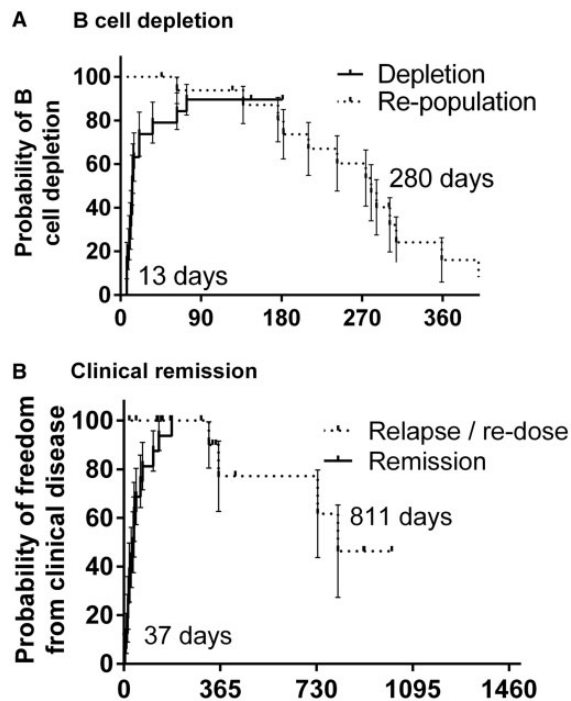 A B cell depletion
Probability of B
cell depletion
100
80
60
40
20
0
Depletion
Re-population
280 days
13 days
0 90 180 270 360
B Clinical remission
Probability of freedom
from clinical disease
100
80
60
40
20
0
Relapse / re-dose
Remission
811 days
37 days
0 365 730 1095 1460